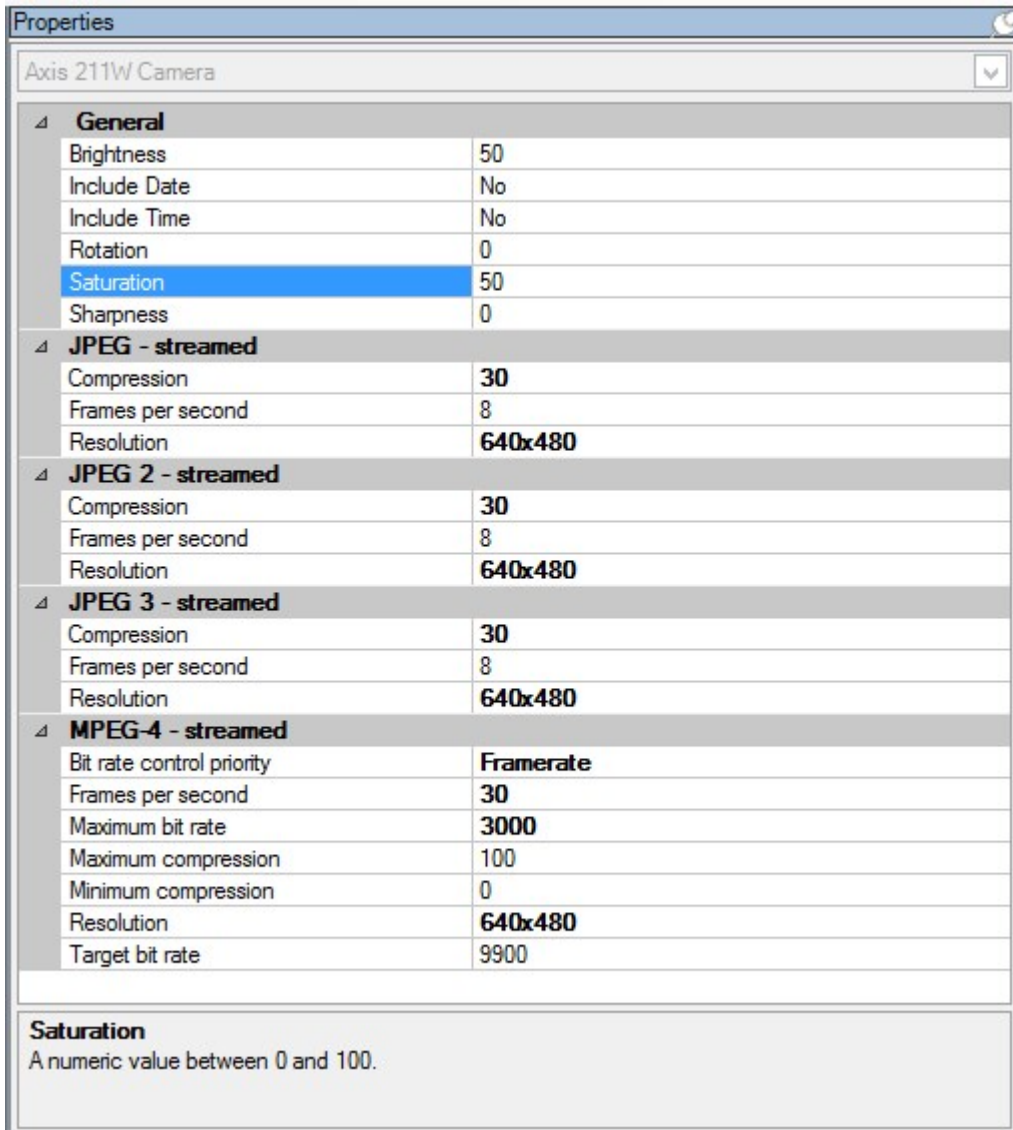 Properties
Axis 211W Camera
General
Brightness 50
Include Date No
Include Time No
Rotation 0
Saturation 50
Sharpness 0
JPEG - streamed
Compression 30
Frames per second 8
Resolution 640x480
JPEG 2 - streamed
Compression 30
Frames per second 8
Resolution 640x480
JPEG 3 - streamed
Compression 30
Frames per second 8
Resolution 640x480
MPEG-4 - streamed
Bit rate control priority Framerate
Frames per second 30
Maximum bit rate 3000
Maximum compression 100
Minimum compression 0
Resolution 640x480
Target bit rate 9900
Saturation
A numeric value between 0 and 100.